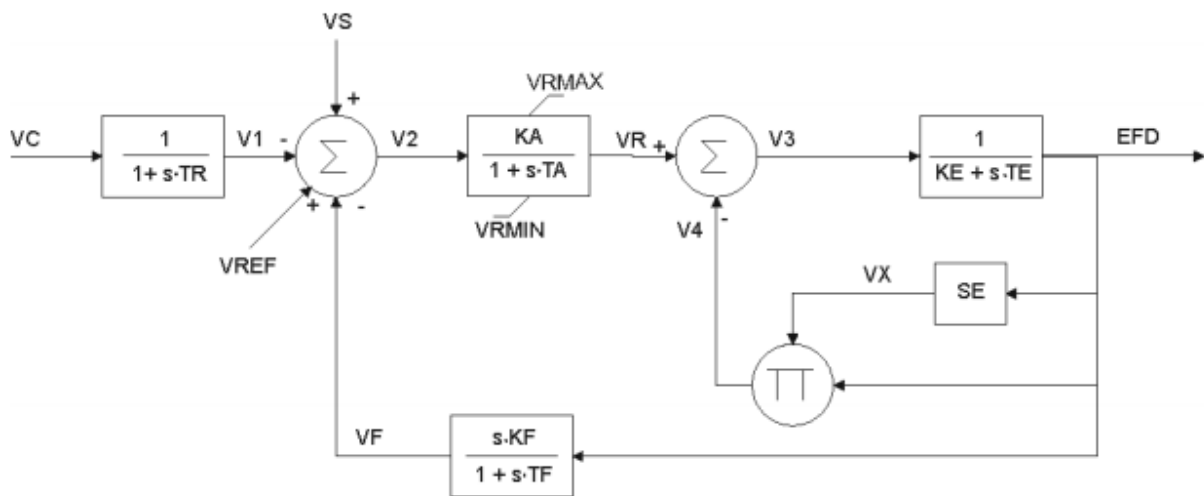 VS
VRMAX
VC
1
1+ s·TR
V1
-
+
Σ
+
-
V2
KA
1 + s·TA
VR
+
Σ
-
V3
1
KE + s·TE
EFD
VREF
VRMIN
V4
VX
SE
∏
VF
s·KF
1 + s·TF